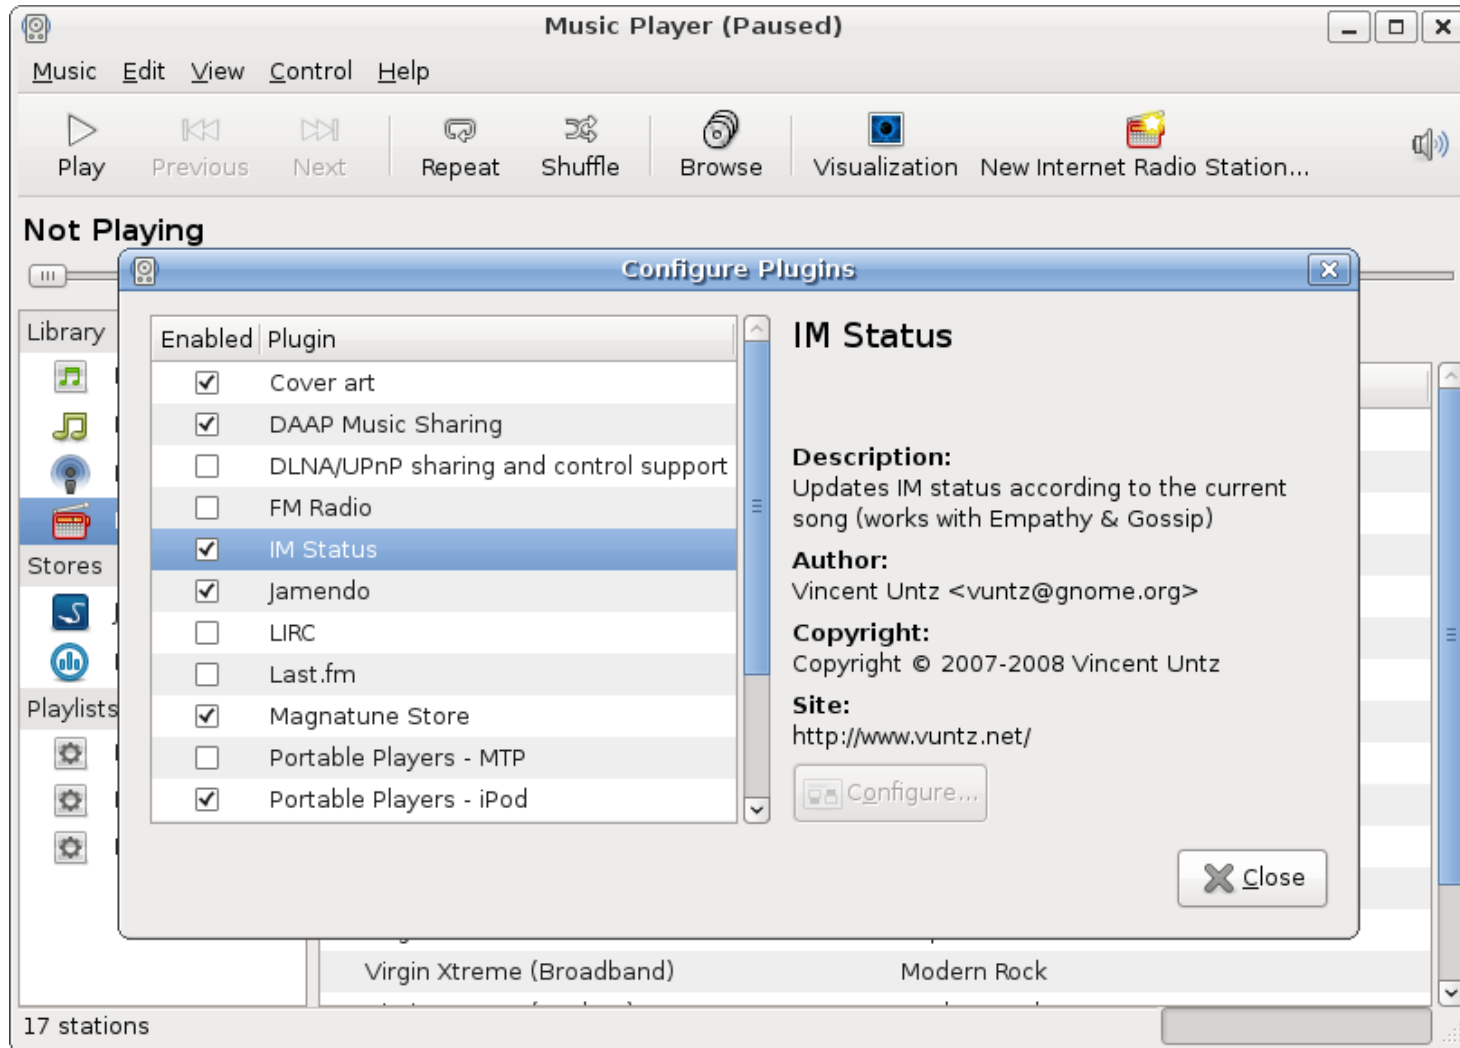 Music Player (Paused)
Music Edit View Control Help
Play Previous Next Repeat Shuffle Browse Visualization New Internet Radio Station...
Not Playing
Configure Plugins
Library
Enabled Plugin
Cover art
DAAP Music Sharing
DLNA/UPnP sharing and control support
FM Radio
IM Status
Jamendo
LIRC
Last.fm
Magnatune Store
Portable Players - MTP
Portable Players - iPod
IM Status
Description:
Updates IM status according to the current
song (works with Empathy & Gossip)
Author:
Vincent Untz <vuntz@gnome.org>
Copyright:
Copyright © 2007-2008 Vincent Untz
Site:
http://www.vuntz.net/
Configure...
Close
Stores
Playlists
Virgin Xtreme (Broadband) Modern Rock
17 stations